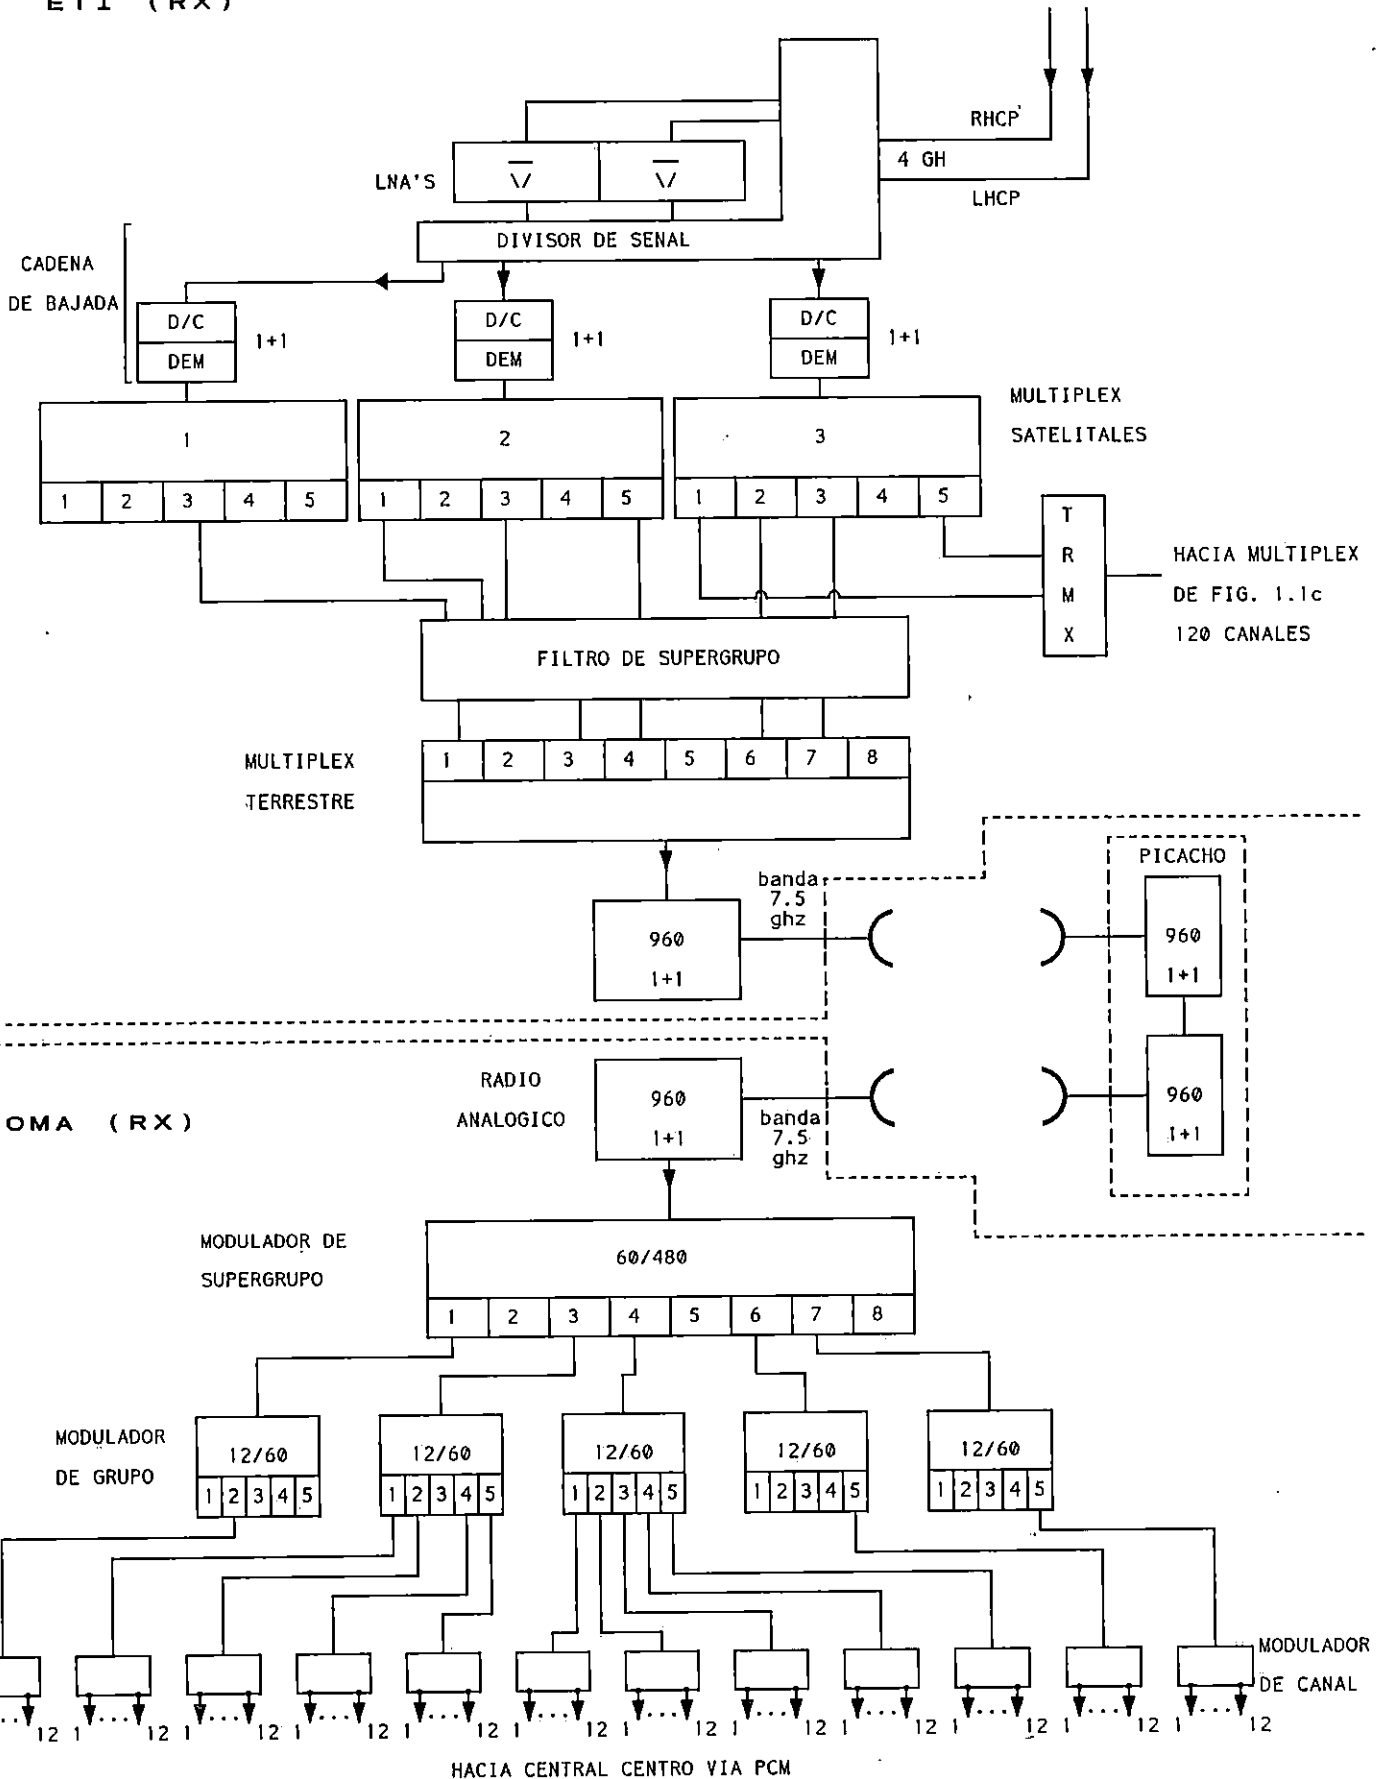 ETI (RX)
RHCP
4 GH
LHCP
LNA'S
DIVISOR DE SENAL
CADENA
DE BAJADA
D/C
DEM
1+1
D/C
DEM
1+1
D/C
DEM
1+1
MULTIPLEX
SATELITALES
1
2
3
1 2 3 4 5
1 2 3 4 5
1 2 3 4 5
T
R
M
X
HACIA MULTIPLEX
DE FIG. 1.1c
120 CANALES
FILTRO DE SUPERGRUPO
MULTIPLEX
TERRESTRE
1 2 3 4 5 6 7 8
banda
7.5
ghz
960
1+1
PICACHO
960
1+1
960
1+1
RADIO
ANALOGICO
960
1+1
banda
7.5
ghz
OMA (RX)
MODULADOR DE
SUPERGRUPO
60/480
1 2 3 4 5 6 7 8
MODULADOR
DE GRUPO
12/60
1 2 3 4 5
12/60
1 2 3 4 5
12/60
1 2 3 4 5
12/60
1 2 3 4 5
12/60
1 2 3 4 5
MODULADOR
DE CANAL
...12
1...12
1...12
1...12
1...12
1...12
1...12
1...12
1...12
1...12
1...12
1...12
HACIA CENTRAL CENTRO VIA PCM